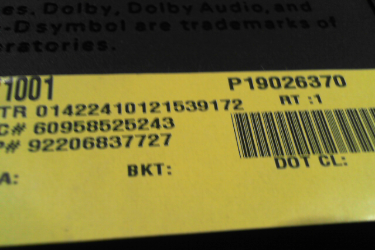 es, Dolby, Dolby Audio, and
-D symbol are trademarks of
oratories.
1001 P19026370
TR 01422410121539172 RT :1
C# 60958525243
P# 92206837727
A: BKT: DOT CL: